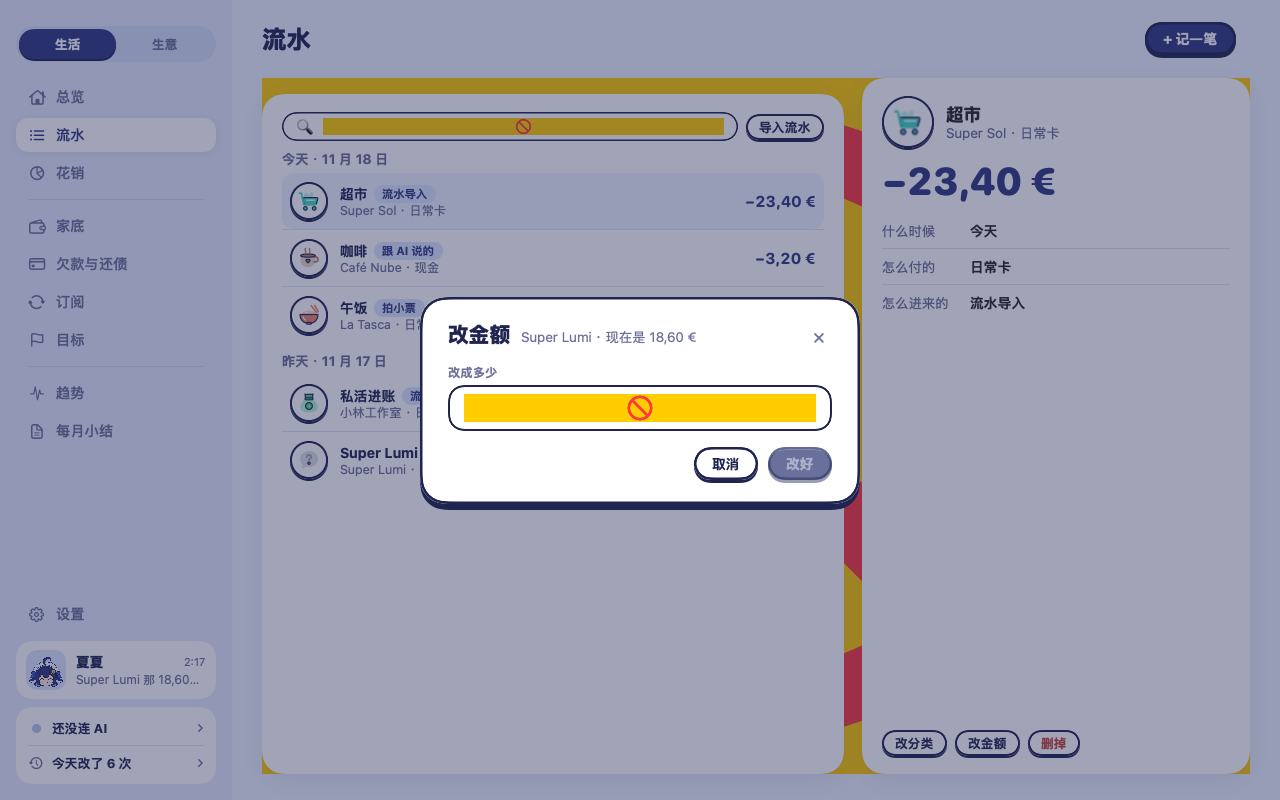 生活
生意
流水
+ 记一笔
总览
流水
花销
家底
欠款与还债
订阅
目标
趋势
每月小结
设置
夏夏
2:17
Super Lumi 那 18,60...
还没连 AI
今天改了 6 次
导入流水
今天 · 11 月 18 日
超市 流水导入
−23,40 €
Super Sol · 日常卡
咖啡 跟 AI 说的
−3,20 €
Café Nube · 现金
午饭 拍小票
La Tasca ·
昨天 · 11 月 17 日
私活进账
小林工作室 ·
Super Lumi
Super Lumi ·
改金额 Super Lumi · 现在是 18,60 €
改成多少
取消
改好
超市
Super Sol · 日常卡
−23,40 €
什么时候 今天
怎么付的 日常卡
怎么进来的 流水导入
改分类
改金额
删掉